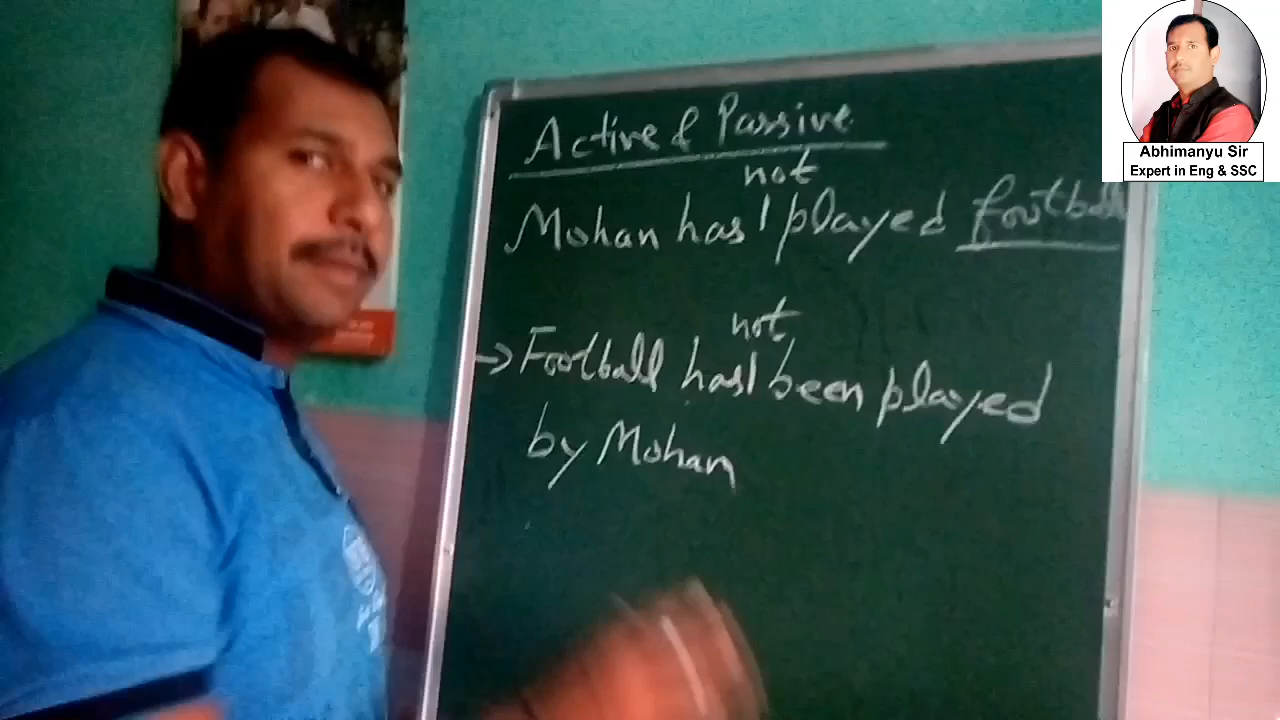 Active & Passive
not
Mohan has played football
not
→ Football has been played
by Mohan
Abhimanyu Sir
Expert in Eng & SSC